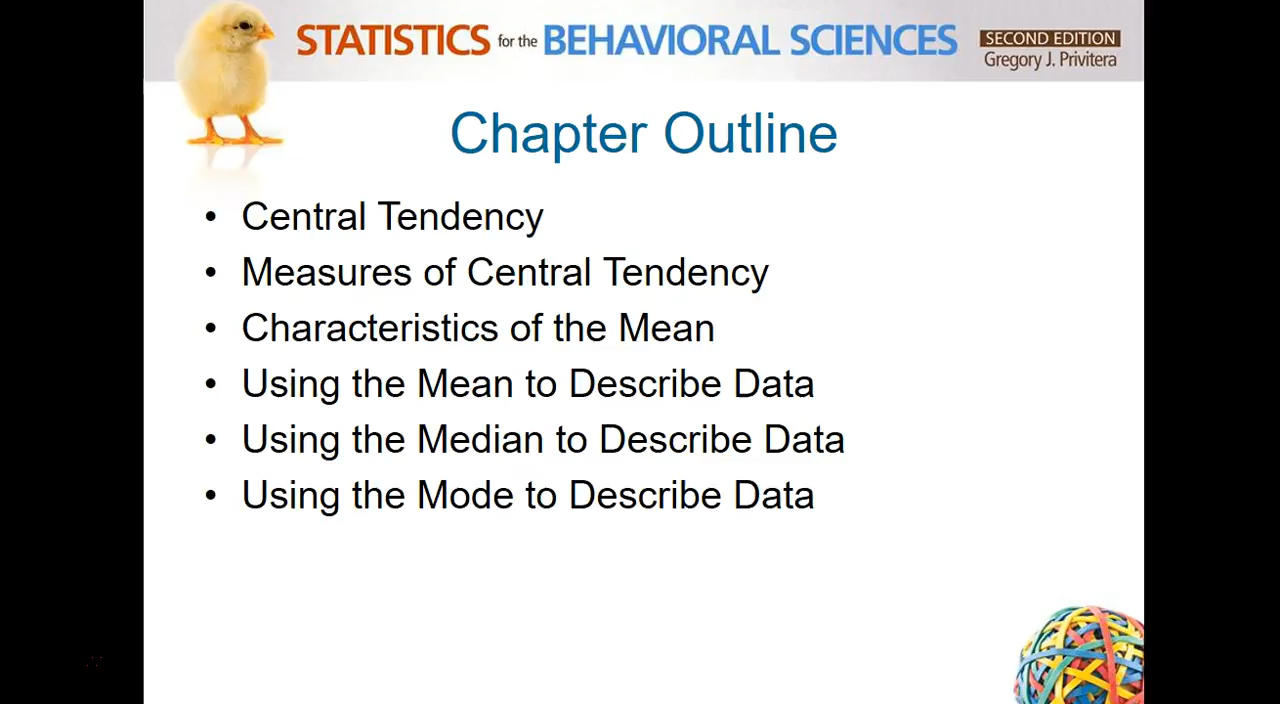 STATISTICS for the BEHAVIORAL SCIENCES
SECOND EDITION
Gregory J. Privitera
Chapter Outline
• Central Tendency
• Measures of Central Tendency
• Characteristics of the Mean
• Using the Mean to Describe Data
• Using the Median to Describe Data
• Using the Mode to Describe Data